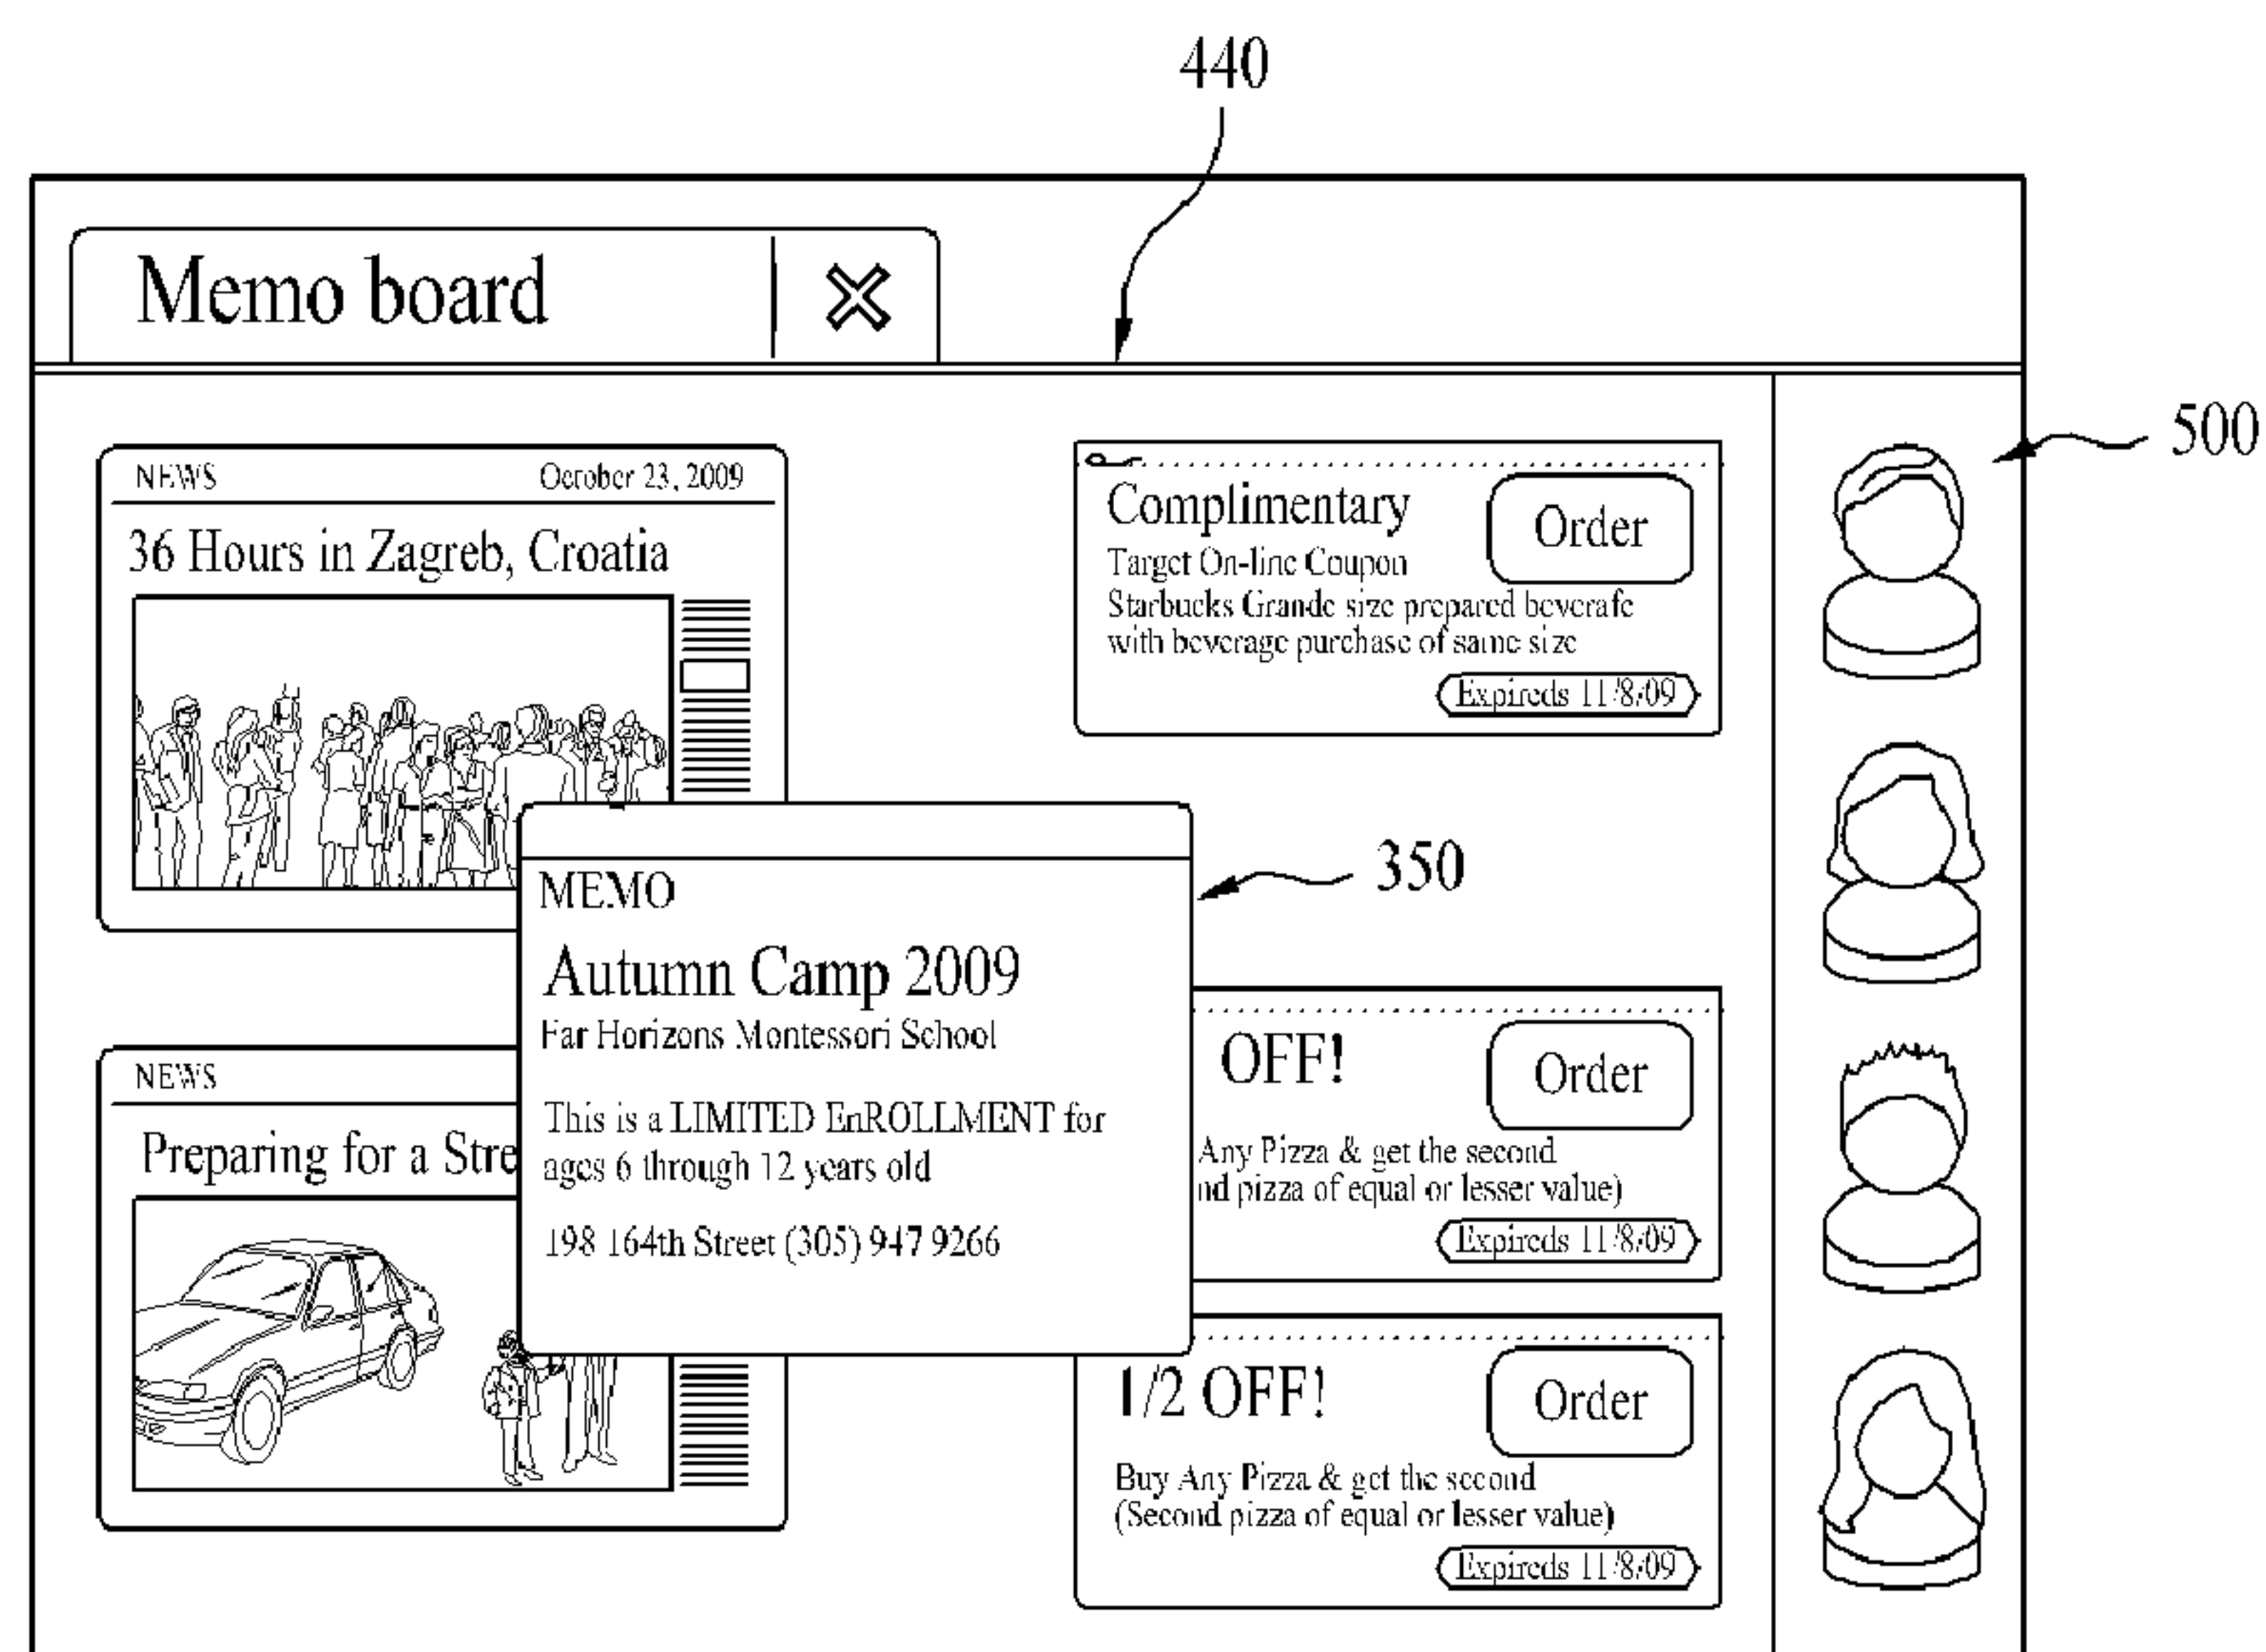 440
Memo board
500
NEWS October 23, 2009
36 Hours in Zagreb, Croatia
Complimentary
Order
Target On-line Coupon
Starbucks Grande size prepared beverafe
with beverage purchase of same size
Expireds 11/8/09
350
MEMO
Autumn Camp 2009
Far Horizons Montessori School
This is a LIMITED EnROLLMENT for
ages 6 through 12 years old
198 164th Street (305) 947 9266
NEWS
Preparing for a Stre
OFF!
Order
Any Pizza & get the second
nd pizza of equal or lesser value)
Expireds 11/8/09
1/2 OFF!
Order
Buy Any Pizza & get the second
(Second pizza of equal or lesser value)
Expireds 11/8/09